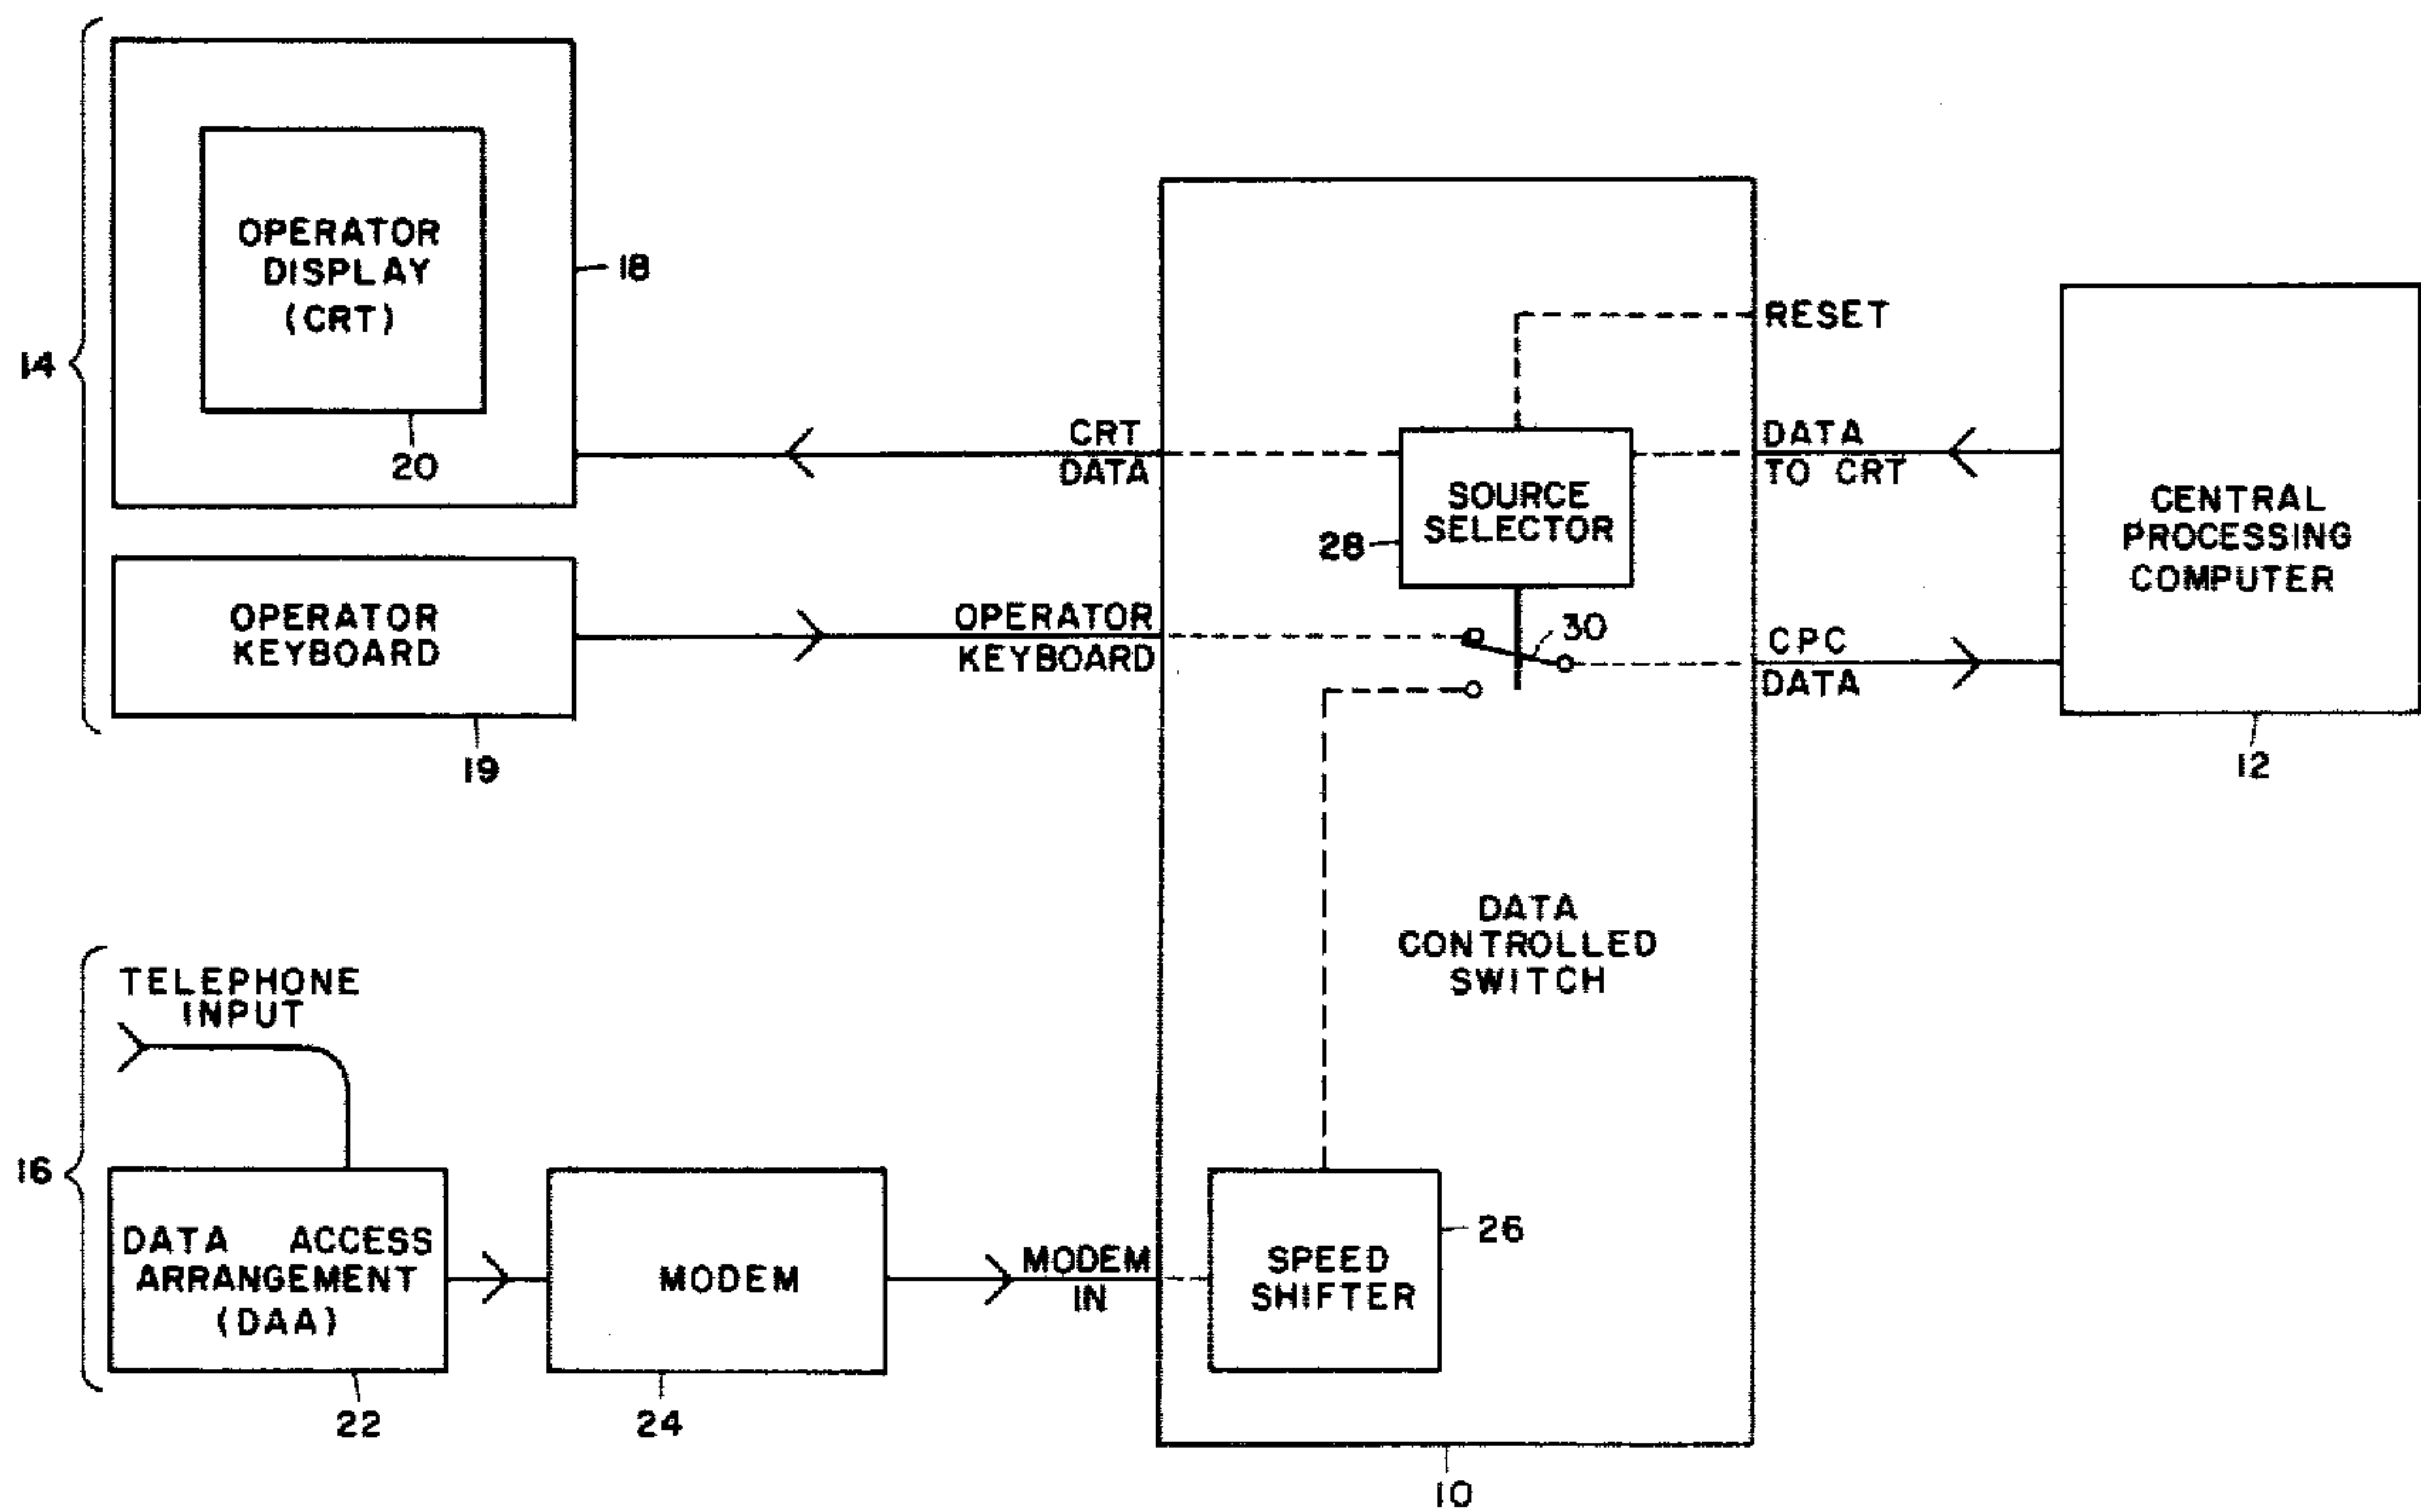 OPERATOR
DISPLAY
(CRT)
18
20
14
OPERATOR
KEYBOARD
19
CRT
DATA
OPERATOR
KEYBOARD
RESET
DATA
TO CRT
SOURCE
SELECTOR
28
30
CPC
DATA
CENTRAL
PROCESSING
COMPUTER
12
DATA
CONTROLLED
SWITCH
TELEPHONE
INPUT
16
DATA ACCESS
ARRANGEMENT
(DAA)
22
MODEM
24
MODEM
IN
SPEED
SHIFTER
26
10